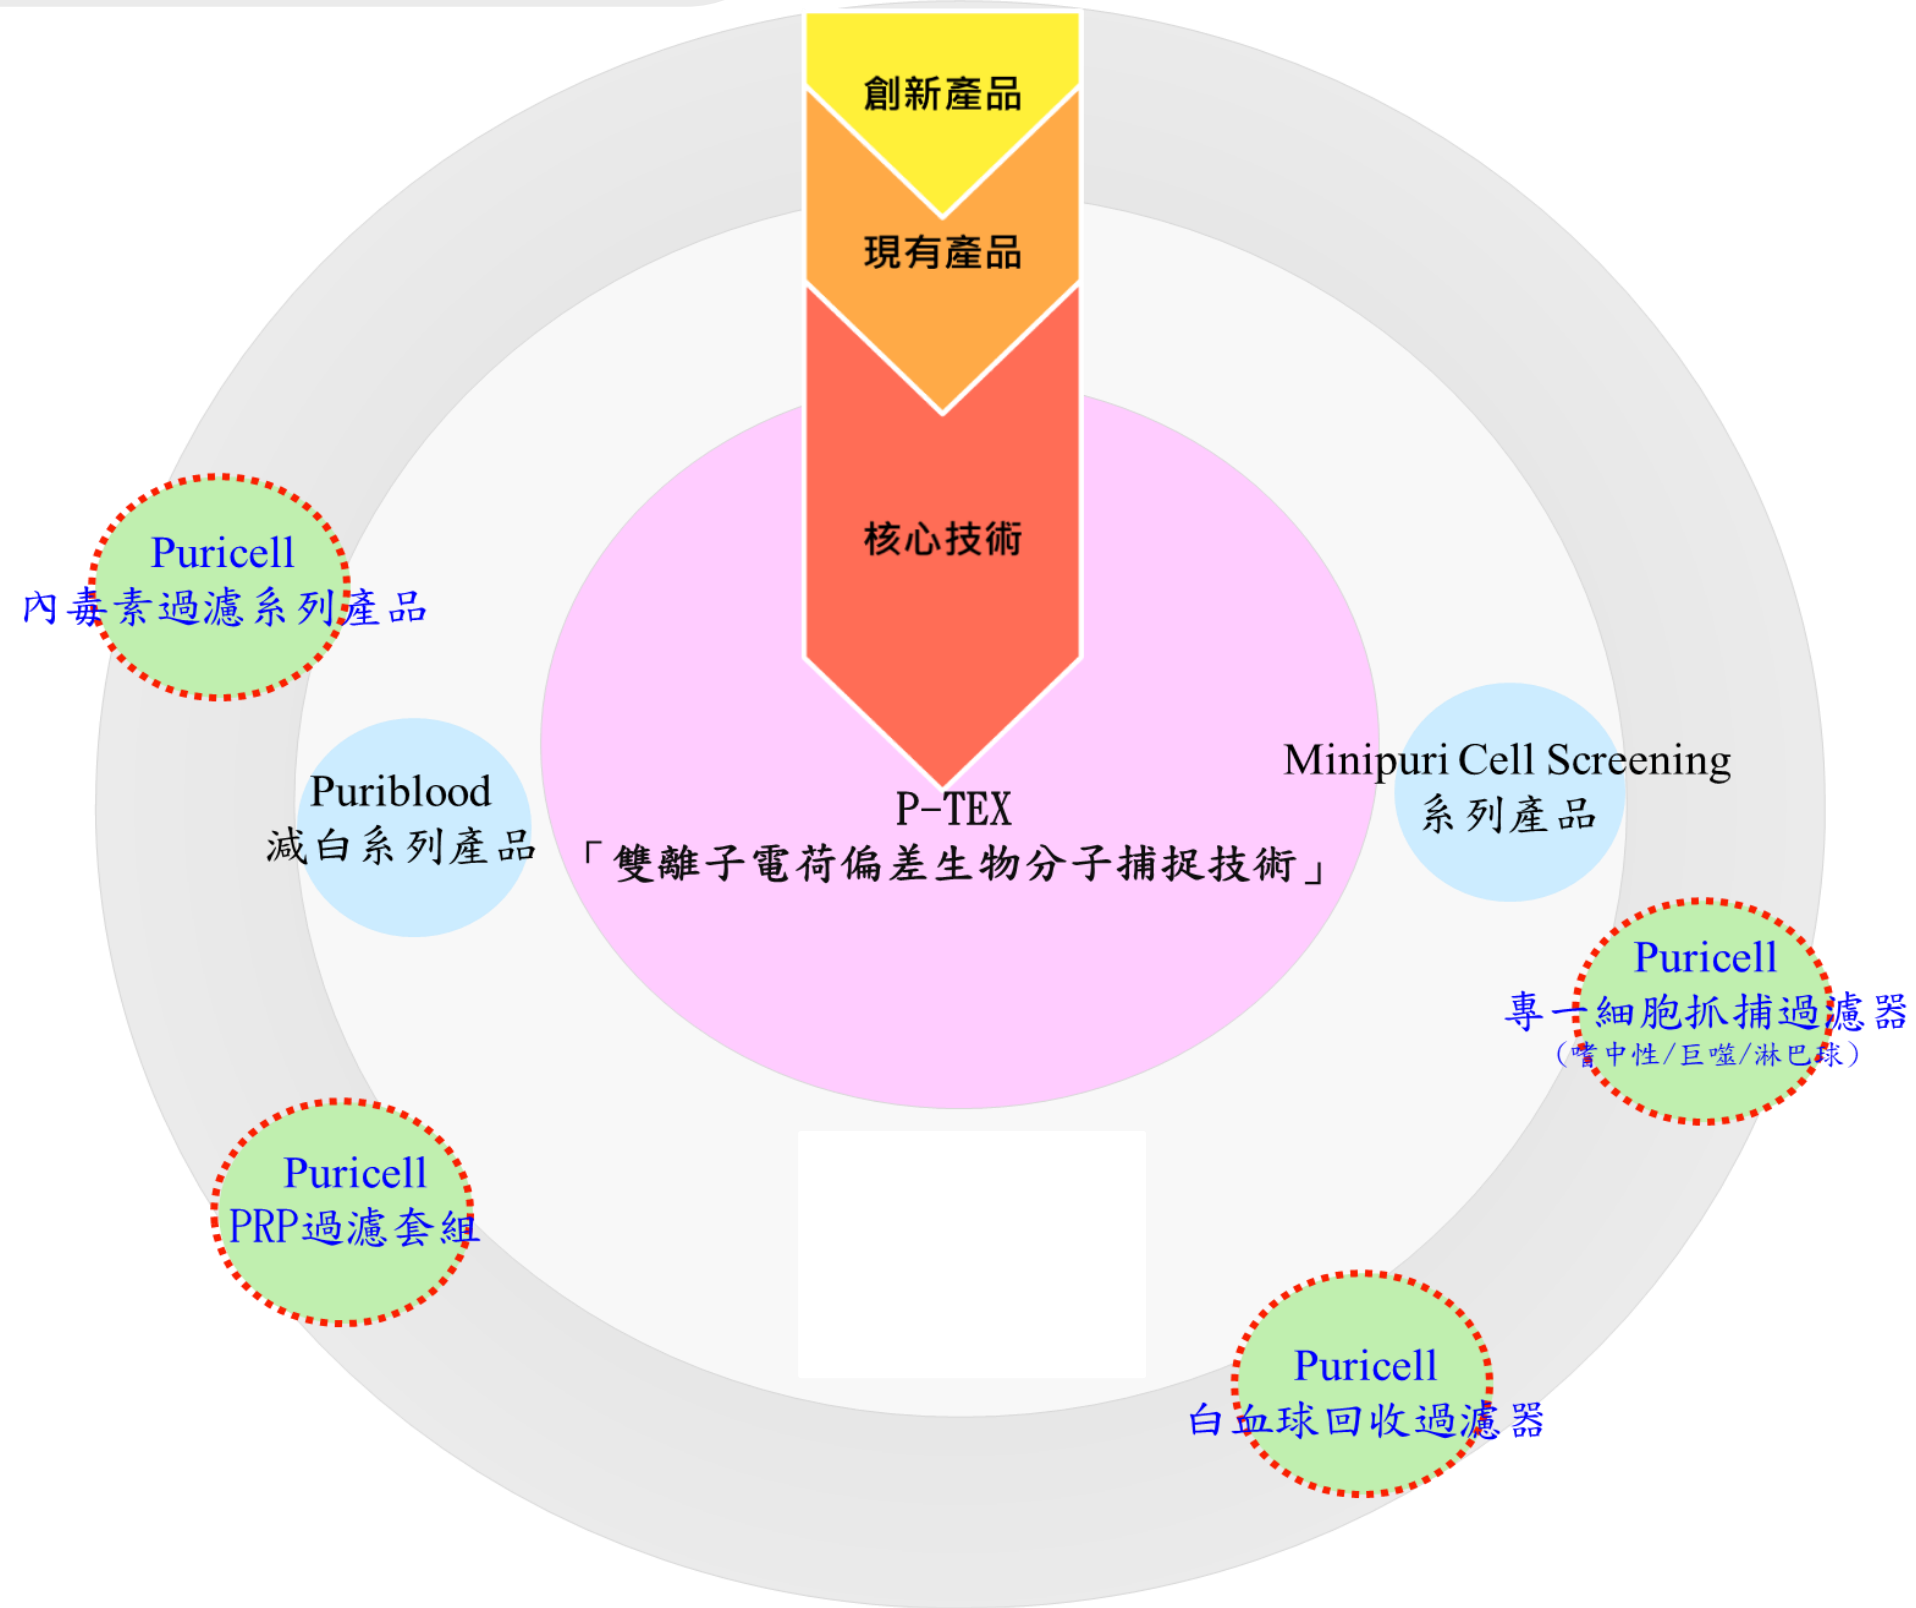 創新產品
現有產品
核心技術
Puricell
內毒素過濾系列產品
Puriblood
減白系列產品
P-TEX
「雙離子電荷偏差生物分子捕捉技術」
Minipuri Cell Screening
系列產品
Puricell
專一細胞抓捕過濾器
(嗜中性/巨噬/淋巴球)
Puricell
PRP過濾套組
Puricell
白血球回收過濾器